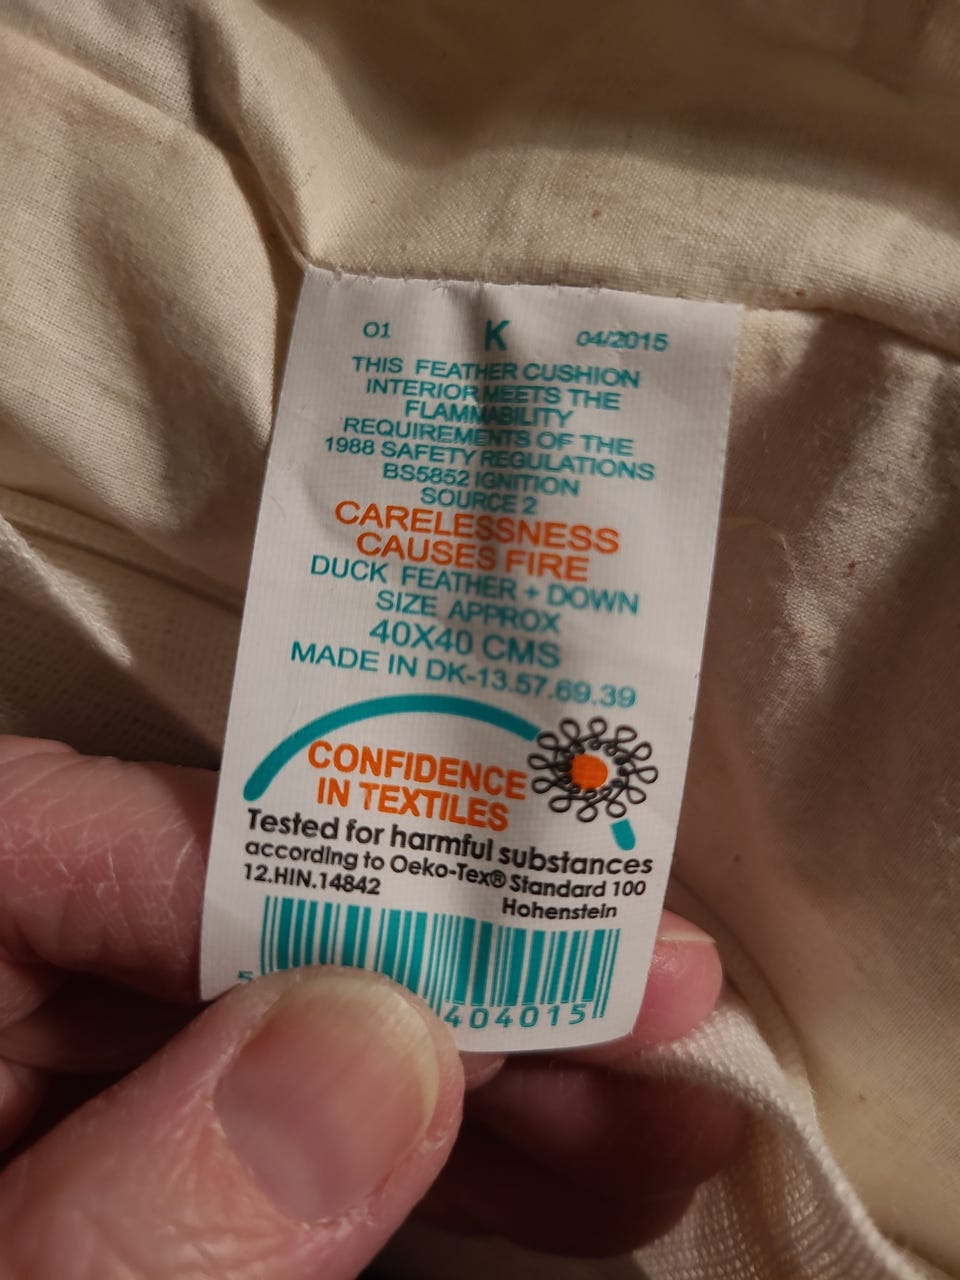 01 K 04/2015
THIS FEATHER CUSHION
INTERIOR MEETS THE
FLAMMABILITY
REQUIREMENTS OF THE
1988 SAFETY REGULATIONS
BS5852 IGNITION
SOURCE 2
CARELESSNESS
CAUSES FIRE
DUCK FEATHER + DOWN
SIZE APPROX
40X40 CMS
MADE IN DK-13.57.69.39
CONFIDENCE
IN TEXTILES
Tested for harmful substances
according to Oeko-Tex® Standard 100
12.HIN.14842
Hohenstein
5 404015